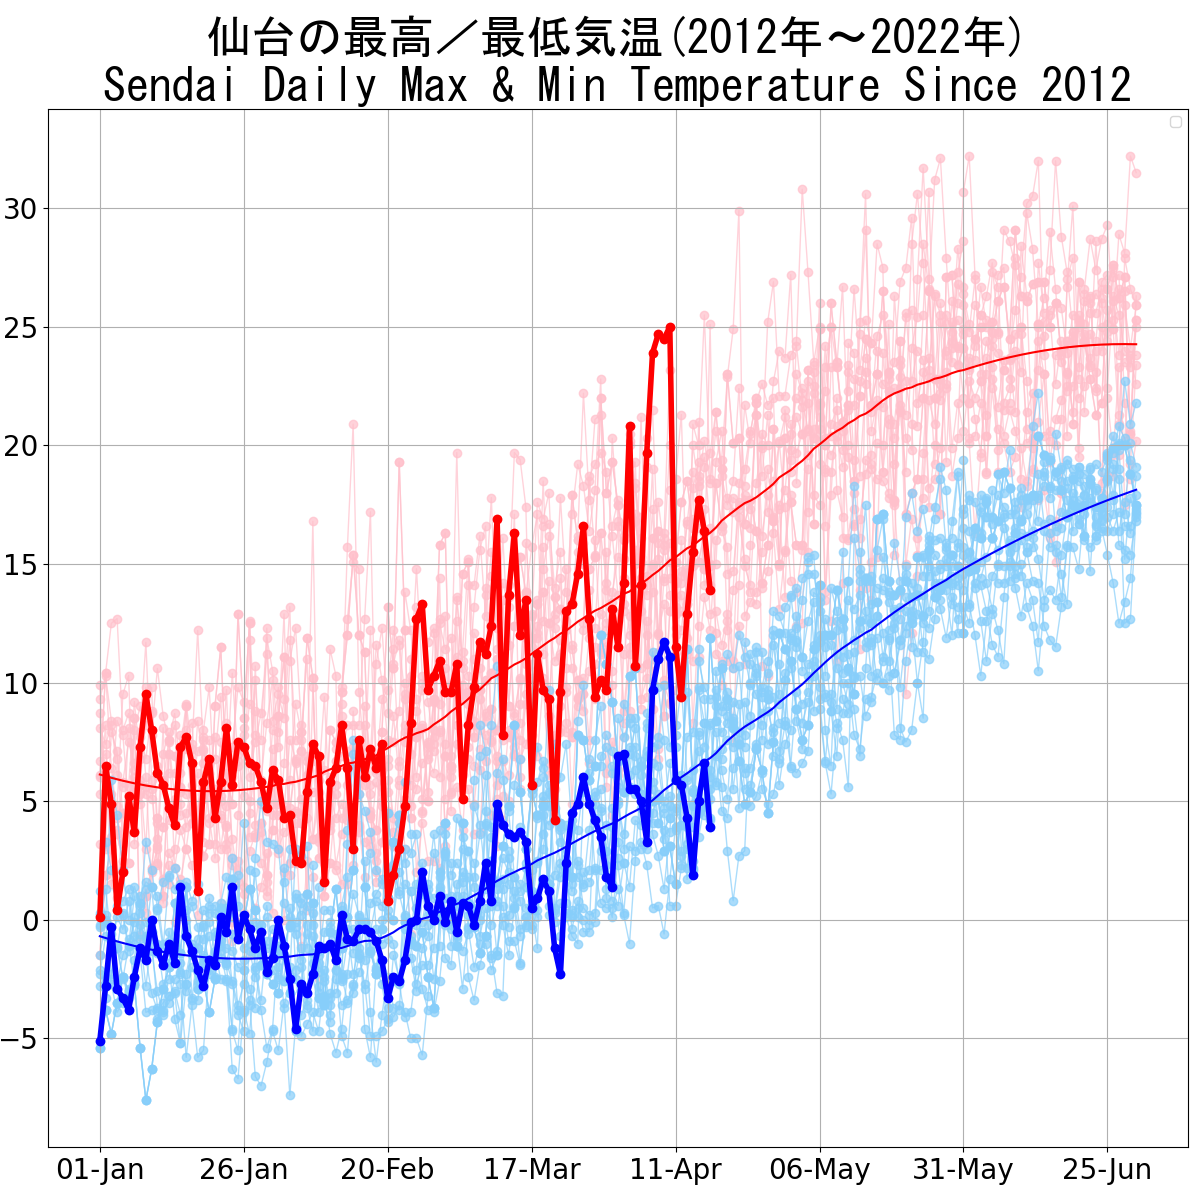 仙台の最高／最低気温(2012年～2022年)
Sendai Daily Max & Min Temperature Since 2012
30
25
20
15
10
5
0
−5
01-Jan 26-Jan 20-Feb 17-Mar 11-Apr 06-May 31-May 25-Jun